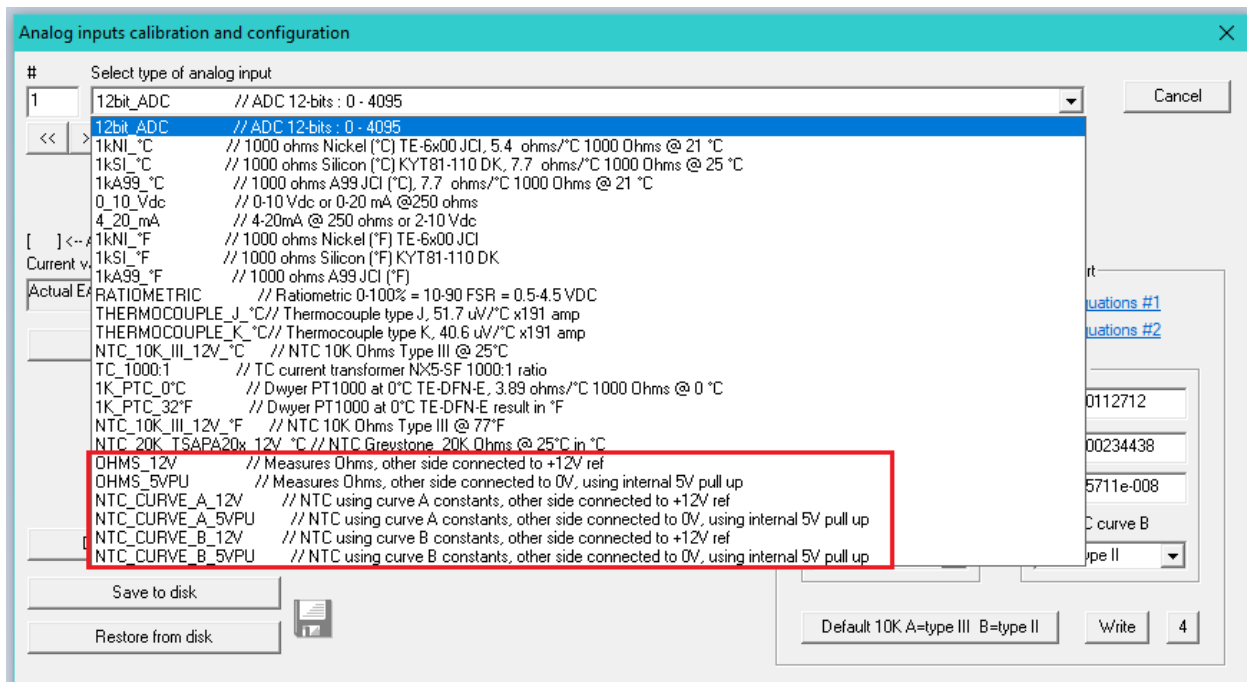 Analog inputs calibration and configuration
# Select type of analog input
1 12bit_ADC // ADC 12-bits : 0 - 4095 Cancel
<<
12bit_ADC // ADC 12-bits : 0 - 4095
1kNI_°C // 1000 ohms Nickel (°C) TE-6x00 JCI, 5.4 ohms/°C 1000 Ohms @ 21 °C
1kSI_°C // 1000 ohms Silicon (°C) KYT81-110 DK, 7.7 ohms/°C 1000 Ohms @ 25 °C
1kA99_°C // 1000 ohms A99 JCI (°C), 7.7 ohms/°C 1000 Ohms @ 21 °C
0_10_Vdc // 0-10 Vdc or 0-20 mA @250 ohms
4_20_mA // 4-20mA @ 250 ohms or 2-10 Vdc
1kNI_°F // 1000 ohms Nickel (°F) TE-6x00 JCI
1kSI_°F // 1000 ohms Silicon (°F) KYT81-110 DK
1kA99_°F // 1000 ohms A99 JCI (°F)
RATIOMETRIC // Ratiometric 0-100% = 10-90 FSR = 0.5-4.5 VDC
THERMOCOUPLE_J_°C// Thermocouple type J, 51.7 uV/°C x191 amp
THERMOCOUPLE_K_°C// Thermocouple type K, 40.6 uV/°C x191 amp
NTC_10K_III_12V_°C // NTC 10K Ohms Type III @ 25°C
TC_1000:1 // TC current transformer NX5-SF 1000:1 ratio
1K_PTC_0°C // Dwyer PT1000 at 0°C TE-DFN-E, 3.89 ohms/°C 1000 Ohms @ 0 °C
1K_PTC_32°F // Dwyer PT1000 at 0°C TE-DFN-E result in °F
NTC_10K_III_12V_°F // NTC 10K Ohms Type III @ 77°F
NTC_20K_TSAPA20x_12V_°C // NTC Greystone 20K Ohms @ 25°C in °C
OHMS_12V // Measures Ohms, other side connected to +12V ref
OHMS_5VPU // Measures Ohms, other side connected to 0V, using internal 5V pull up
NTC_CURVE_A_12V // NTC using curve A constants, other side connected to +12V ref
NTC_CURVE_A_5VPU // NTC using curve A constants, other side connected to 0V, using internal 5V pull up
NTC_CURVE_B_12V // NTC using curve B constants, other side connected to +12V ref
NTC_CURVE_B_5VPU // NTC using curve B constants, other side connected to 0V, using internal 5V pull up
[ ]<--
Current
Actual
#1
#2
0112712
00234438
5711e-008
curve B
II
Save to disk
Restore from disk
Default 10K A=type III B=type II Write 4